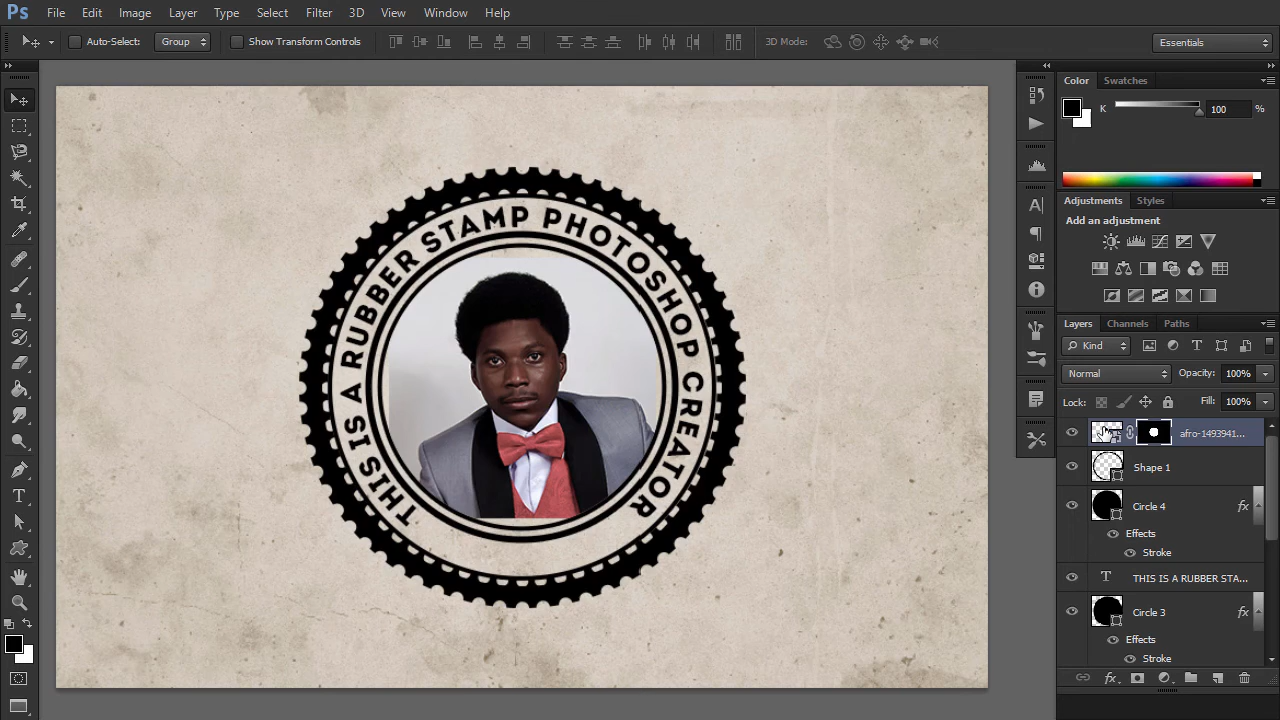 Ps File Edit Image Layer Type Select Filter 3D View Window Help
Auto-Select: Group Show Transform Controls 3D Mode: Essentials
Color Swatches
K 100 %
Adjustments Styles
Add an adjustment
Layers Channels Paths
Kind
Normal Opacity: 100%
Lock: Fill: 100%
afro-1493941...
Shape 1
Circle 4 fx
Effects
Stroke
T THIS IS A RUBBER STA...
Circle 3 fx
Effects
Stroke
fx
THIS IS A RUBBER STAMP PHOTOSHOP CREATOR